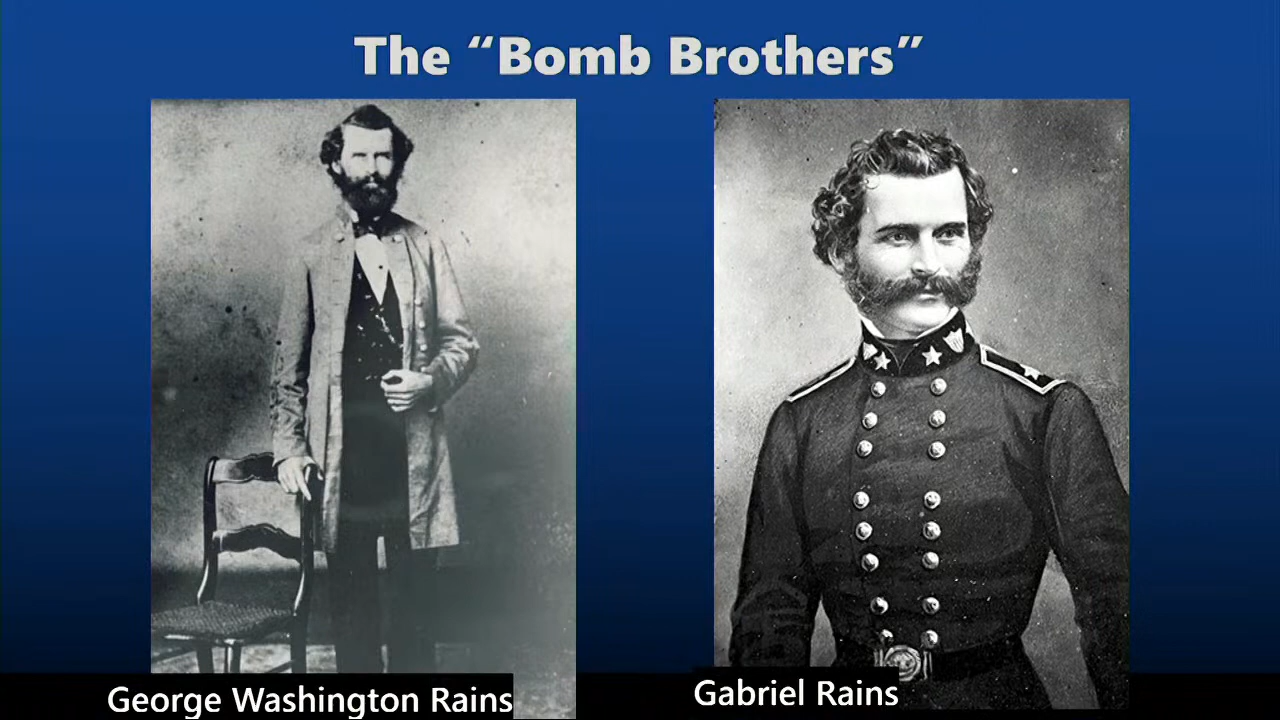 The “Bomb Brothers”
George Washington Rains
Gabriel Rains